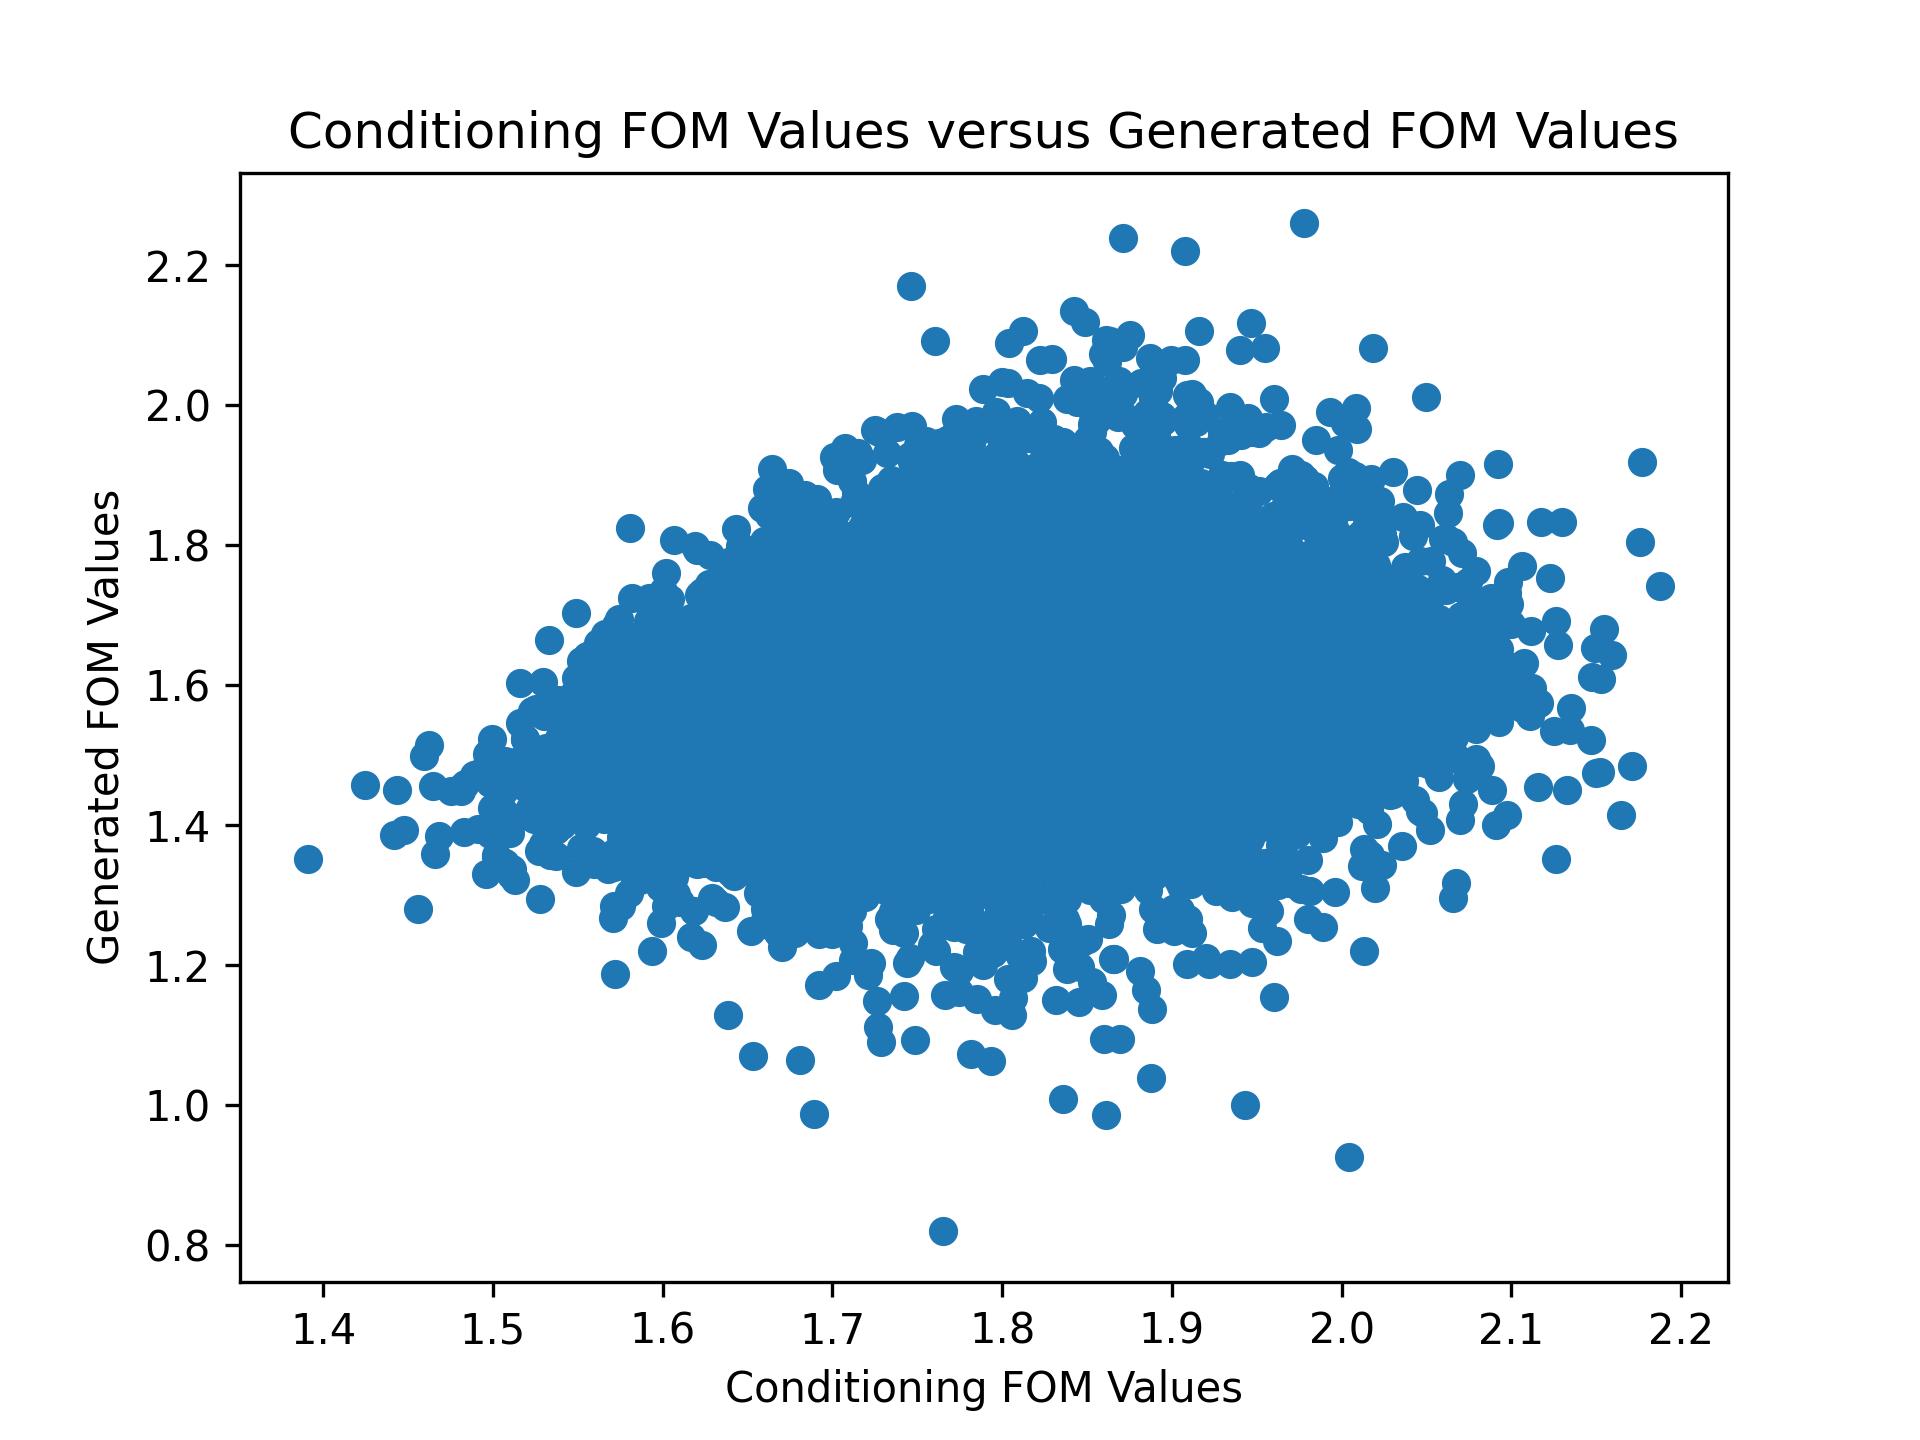 Conditioning FOM Values versus Generated FOM Values
Generated FOM Values
2.2
2.0
1.8
1.6
1.4
1.2
1.0
0.8
1.4 1.5 1.6 1.7 1.8 1.9 2.0 2.1 2.2
Conditioning FOM Values